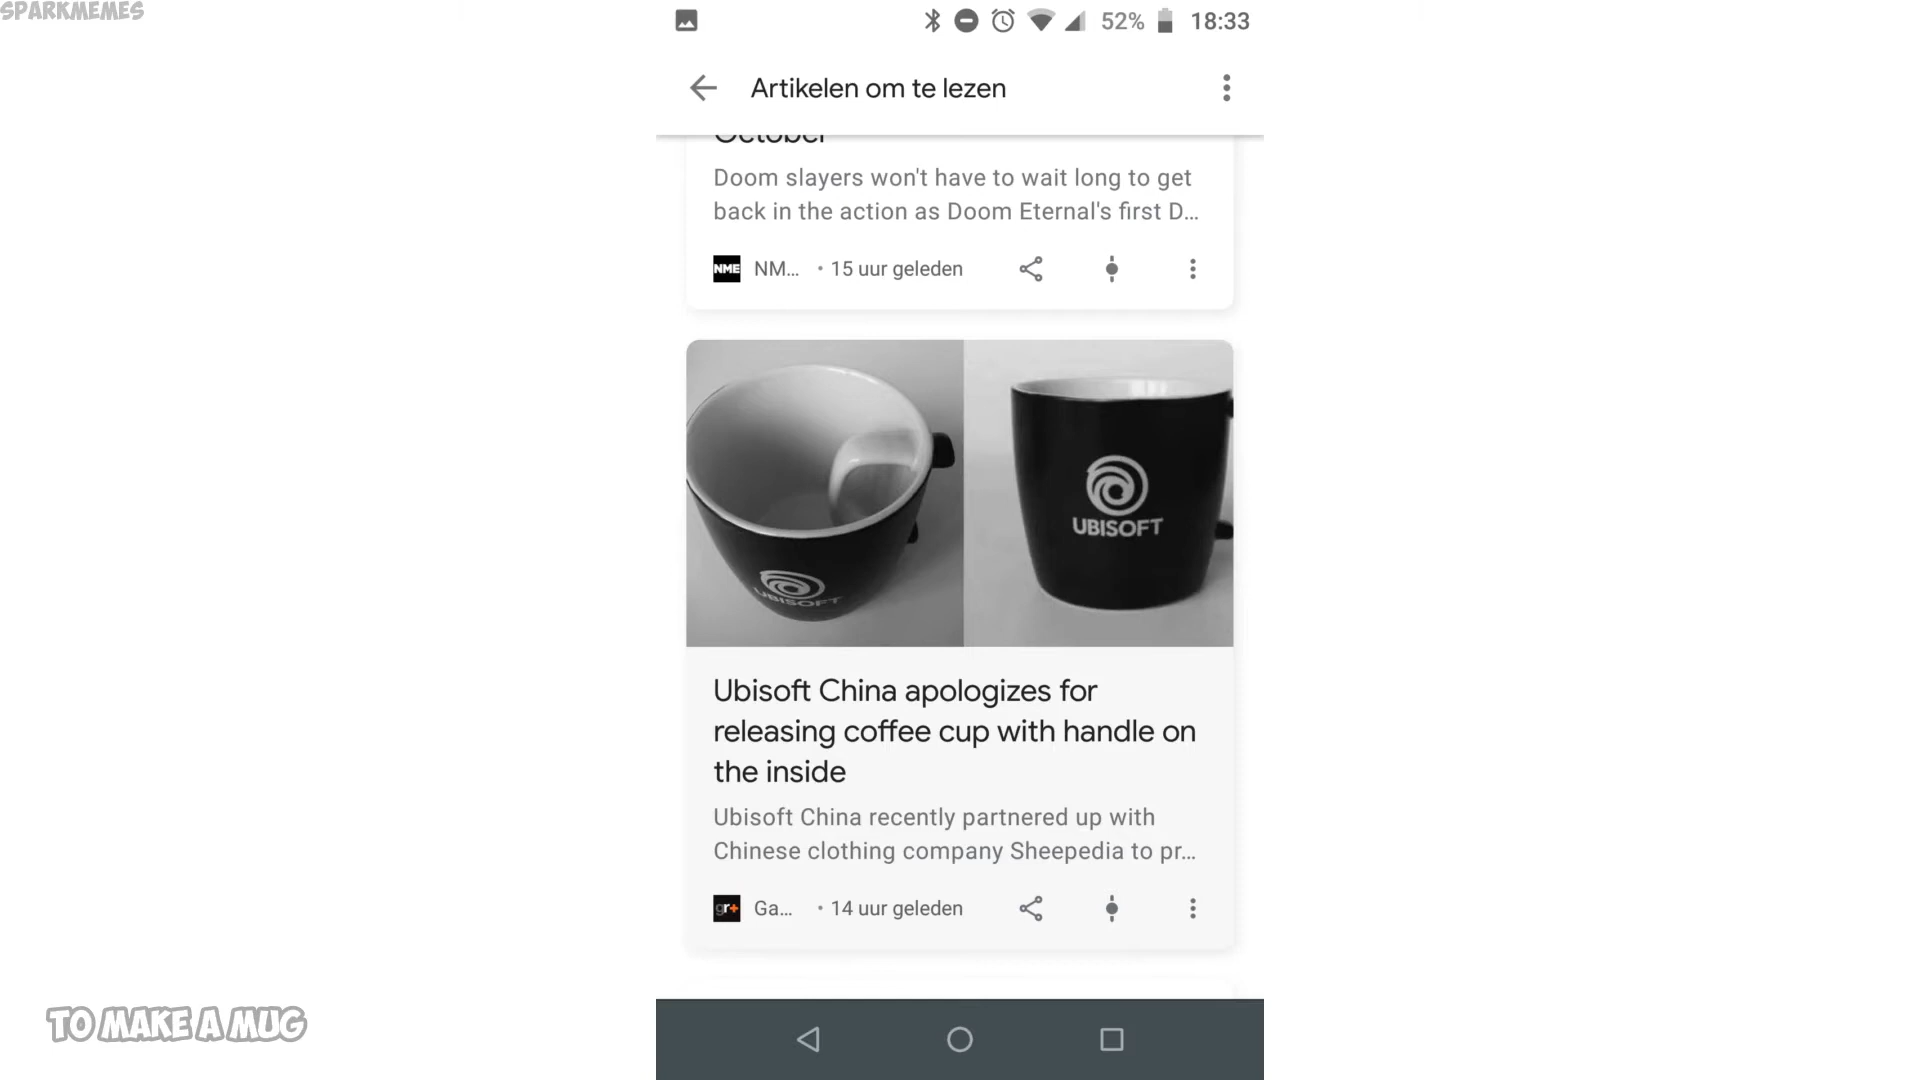 SPARKMEMES
52%
18:33
Artikelen om te lezen
October
Doom slayers won't have to wait long to get
back in the action as Doom Eternal's first D...
NME NM... • 15 uur geleden
UBISOFT
UBISOFT
Ubisoft China apologizes for
releasing coffee cup with handle on
the inside
Ubisoft China recently partnered up with
Chinese clothing company Sheepedia to pr...
gr+ Ga... • 14 uur geleden
TO MAKE A MUG